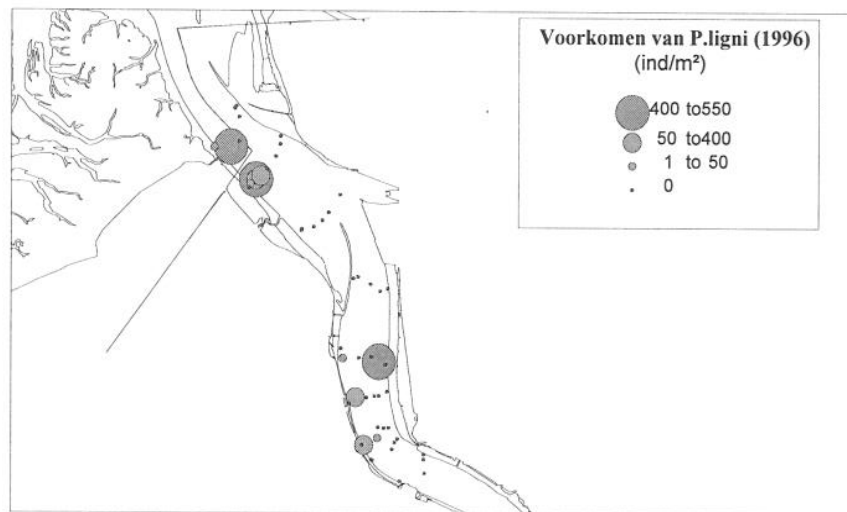 Voorkomen van P.ligni (1996)
(ind/m²)
400 to550
50 to400
1 to 50
0